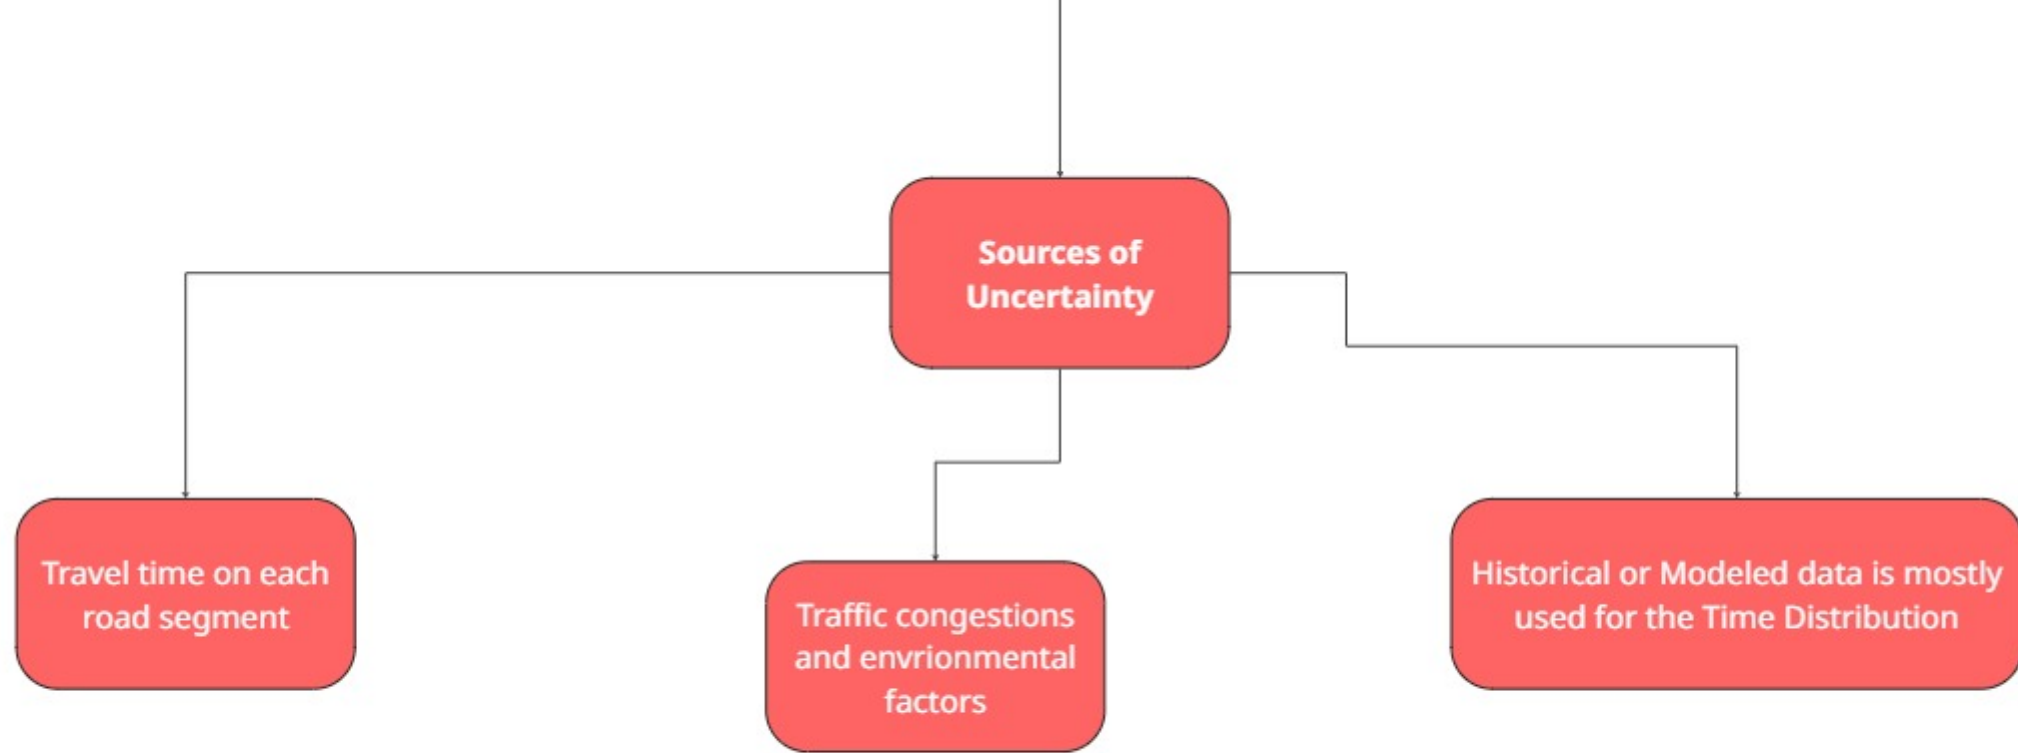 Sources of
Uncertainty
Travel time on each
road segment
Traffic congestions
and envrionmental
factors
Historical or Modeled data is mostly
used for the Time Distribution